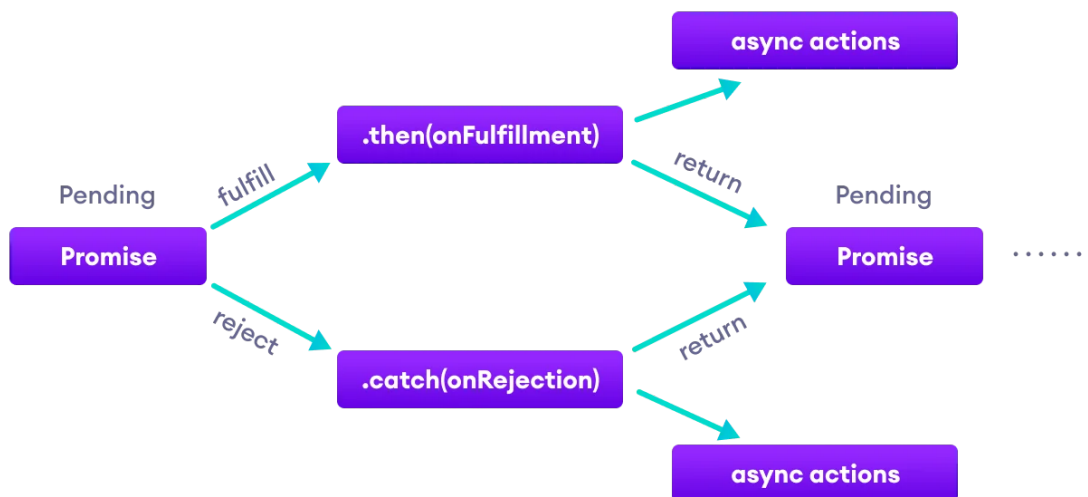 async actions
.then(onFulfillment)
fulfill
return
Pending
Pending
Promise
Promise
......
reject
return
.catch(onRejection)
async actions